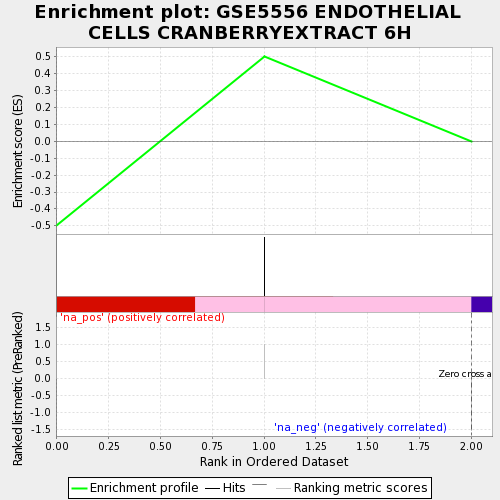 Enrichment plot: GSE5556 ENDOTHELIAL
CELLS CRANBERRYEXTRACT 6H
Enrichment score (ES)
0.5
0.4
0.3
0.2
0.1
0.0
-0.1
-0.2
-0.3
-0.4
-0.5
'na_pos' (positively correlated)
Ranked list metric (PreRanked)
1.5
1.0
0.5
0.0
-0.5
-1.0
-1.5
Zero cross a
'na_neg' (negatively correlated)
0.00 0.25 0.50 0.75 1.00 1.25 1.50 1.75 2.00
Rank in Ordered Dataset
Enrichment profile Hits Ranking metric scores